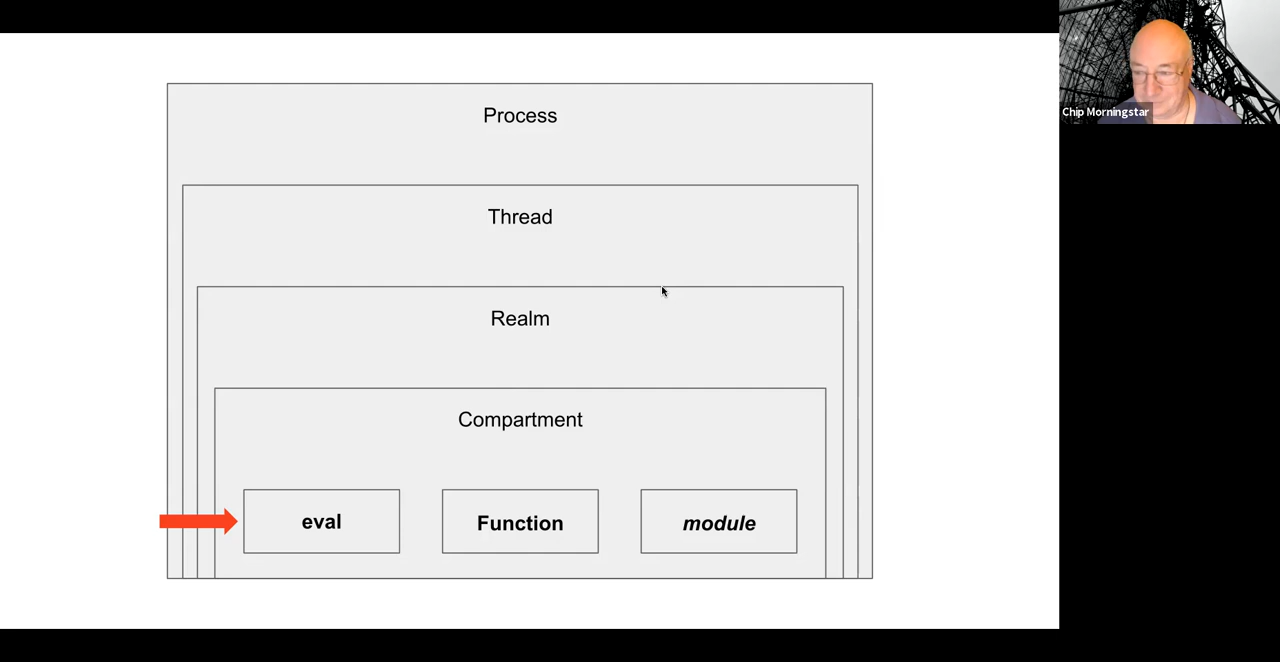 Process
Thread
Realm
Compartment
eval
Function
module
Chip Morningstar